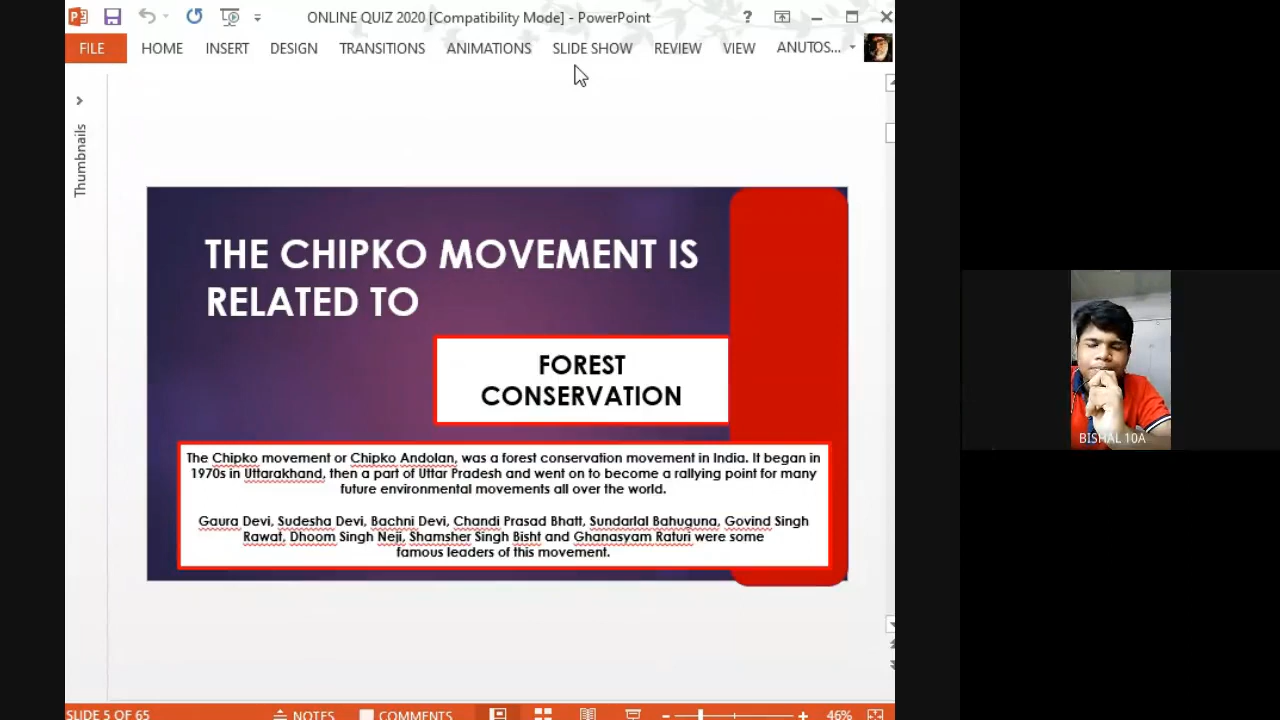 ONLINE QUIZ 2020 [Compatibility Mode] - PowerPoint
?
FILE HOME INSERT DESIGN TRANSITIONS ANIMATIONS SLIDE SHOW REVIEW VIEW ANUTOS...
Thumbnails
THE CHIPKO MOVEMENT IS
RELATED TO
FOREST
CONSERVATION
The Chipko movement or Chipko Andolan, was a forest conservation movement in India. It began in
1970s in Uttarakhand, then a part of Uttar Pradesh and went on to become a rallying point for many
future environmental movements all over the world.
Gaura Devi, Sudesha Devi, Bachni Devi, Chandi Prasad Bhatt, Sundarlal Bahuguna, Govind Singh
Rawat, Dhoom Singh Neji, Shamsher Singh Bisht and Ghanasyam Raturi were some
famous leaders of this movement.
BISHAL 10A
SLIDE 5 OF 65 NOTES COMMENTS 46%